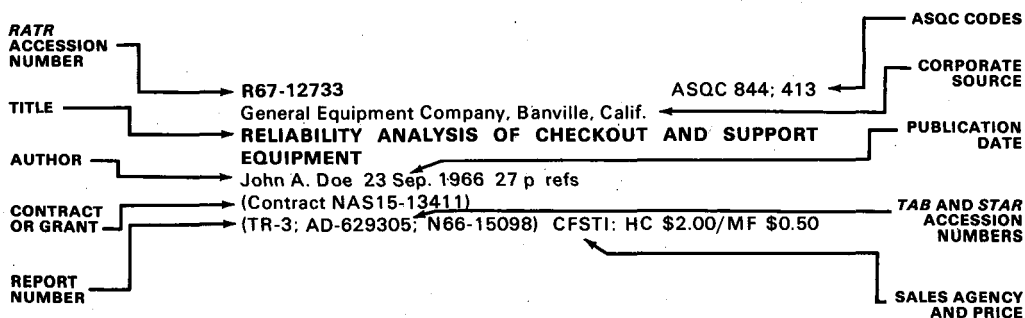 RATR
ACCESSION
NUMBER
ASQC CODES
R67-12733 ASQC 844; 413
CORPORATE
SOURCE
TITLE
General Equipment Company, Banville, Calif.
RELIABILITY ANALYSIS OF CHECKOUT AND SUPPORT
EQUIPMENT
PUBLICATION
DATE
AUTHOR
John A. Doe 23 Sep. 1966 27 p refs
CONTRACT
OR GRANT
(Contract NAS15-13411)
(TR-3; AD-629305; N66-15098) CFSTI: HC $2.00/MF $0.50
TAB AND STAR
ACCESSION
NUMBERS
REPORT
NUMBER
SALES AGENCY
AND PRICE